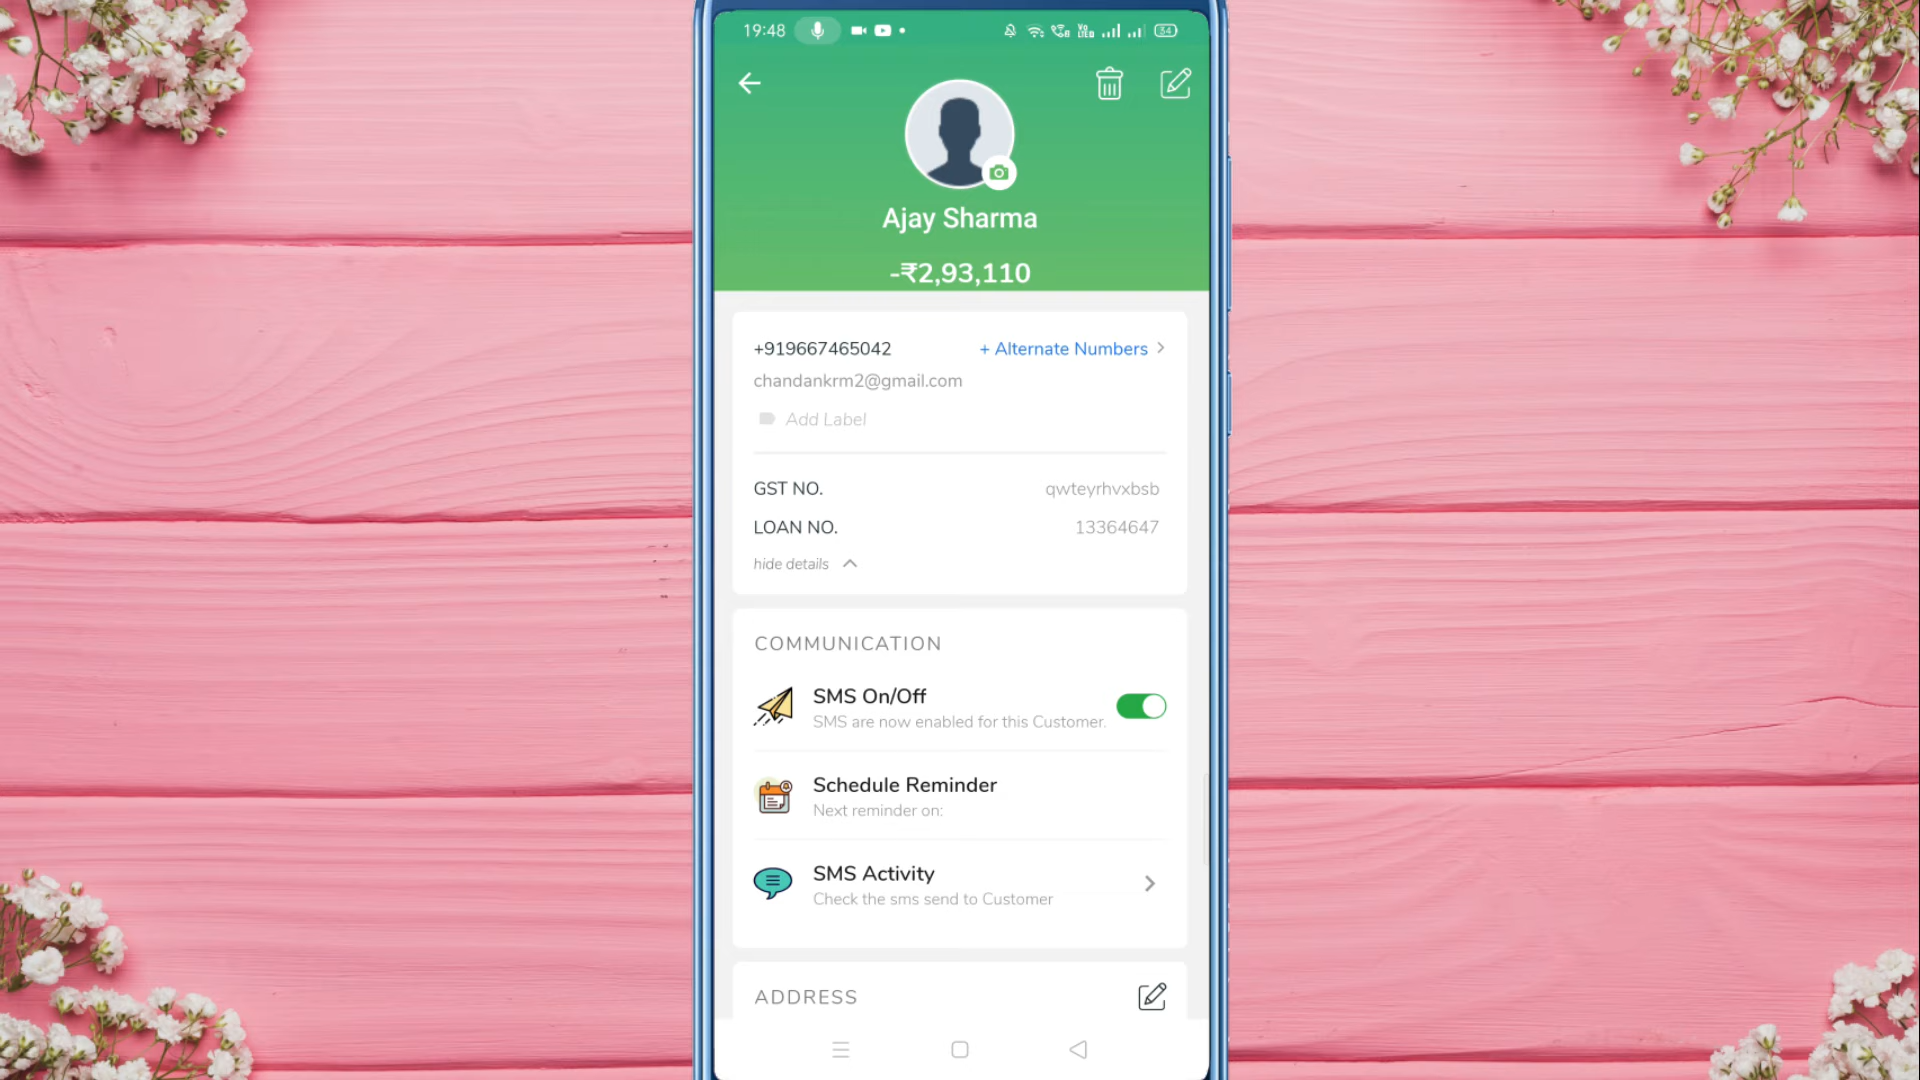 19:48
34
Ajay Sharma
-₹2,93,110
+919667465042
+ Alternate Numbers
chandankrm2@gmail.com
Add Label
GST NO. qwteyrhvxbsb
LOAN NO. 13364647
hide details
COMMUNICATION
SMS On/Off
SMS are now enabled for this Customer.
Schedule Reminder
Next reminder on:
SMS Activity
Check the sms send to Customer
ADDRESS